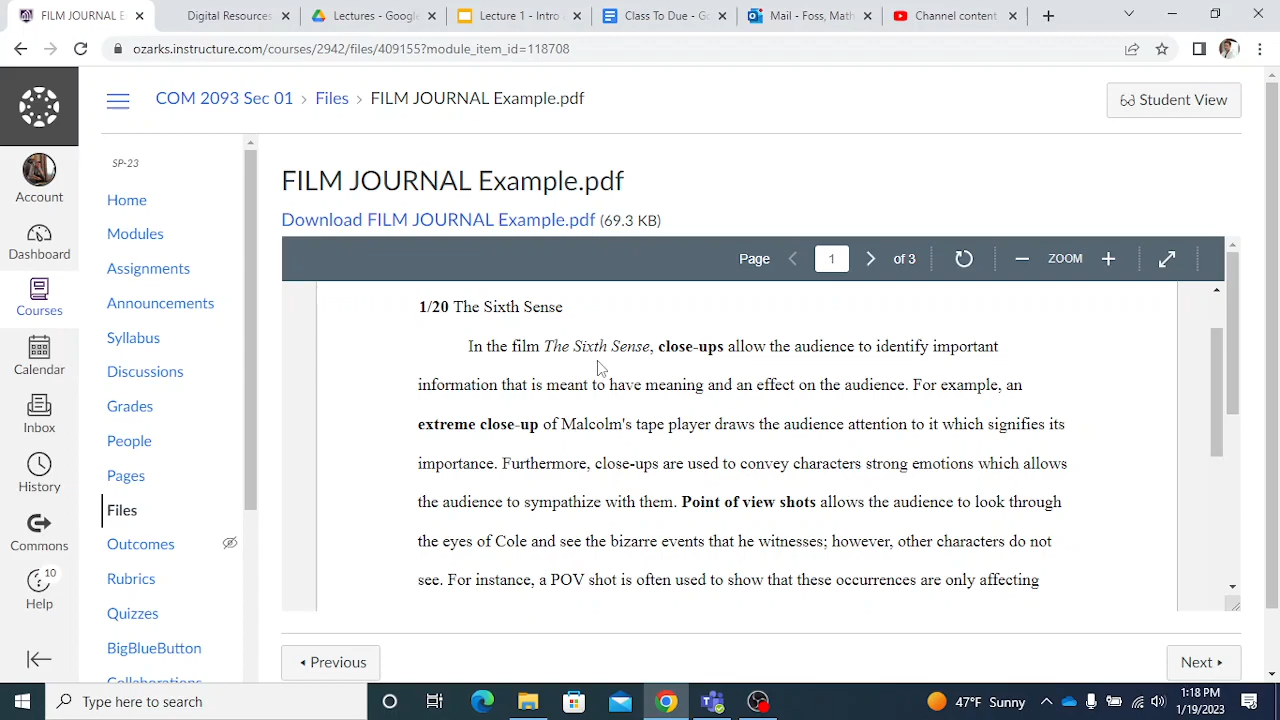 FILM JOURNAL Example.pdf
Digital Resources
Lectures - Google
Lecture 1 - Intro
Class To Due - Go
Mail - Foss, Math
Channel content
ozarks.instructure.com/courses/2942/files/409155?module_item_id=118708
COM 2093 Sec 01 › Files › FILM JOURNAL Example.pdf
Student View
Account
Dashboard
Courses
Calendar
Inbox
History
Commons
10
Help
SP-23
Home
Modules
Assignments
Announcements
Syllabus
Discussions
Grades
People
Pages
Files
Outcomes
Rubrics
Quizzes
BigBlueButton
Collaborations
FILM JOURNAL Example.pdf
Download FILM JOURNAL Example.pdf (69.3 KB)
Page 1 of 3 ZOOM
1/20 The Sixth Sense
In the film The Sixth Sense, close-ups allow the audience to identify important
information that is meant to have meaning and an effect on the audience. For example, an
extreme close-up of Malcolm's tape player draws the audience attention to it which signifies its
importance. Furthermore, close-ups are used to convey characters strong emotions which allows
the audience to sympathize with them. Point of view shots allows the audience to look through
the eyes of Cole and see the bizarre events that he witnesses; however, other characters do not
see. For instance, a POV shot is often used to show that these occurrences are only affecting
Previous
Next
Type here to search
47°F Sunny
1:18 PM
1/19/2023